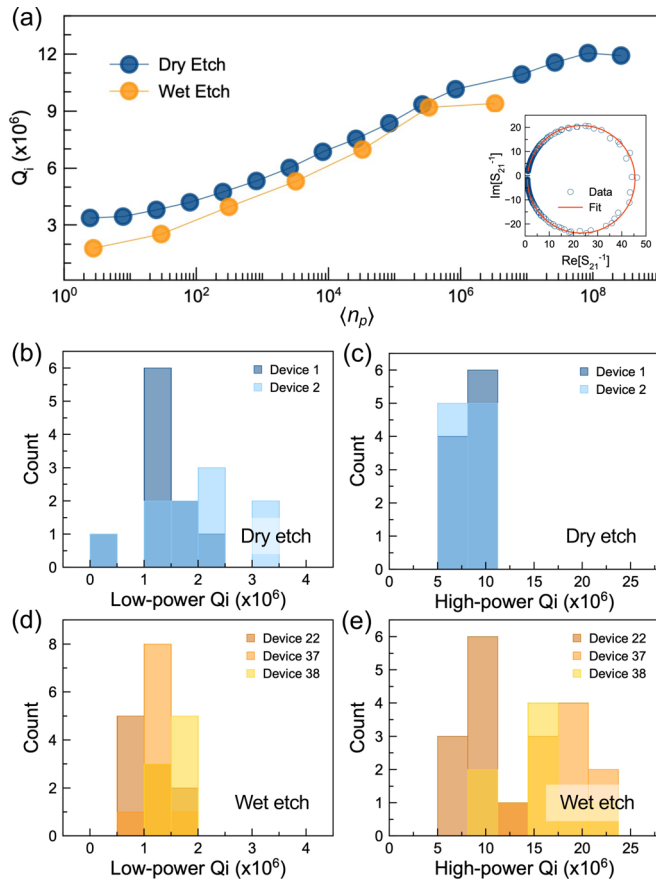 (a)
12
9
6
3
Qi (x10⁶)
Dry Etch
Wet Etch
20
10
0
−10
−20
Im[S₂₁⁻¹]
Data
Fit
0 10 20 30 40 50
Re[S₂₁⁻¹]
10⁰ 10² 10⁴ 10⁶ 10⁸
⟨nₚ⟩
(b)
6
5
4
3
2
1
0
Count
Device 1
Device 2
Dry etch
0 1 2 3 4
Low-power Qi (x10⁶)
(c)
6
5
4
3
2
1
0
Count
Device 1
Device 2
Dry etch
0 5 10 15 20 25
High-power Qi (x10⁶)
(d)
8
6
4
2
0
Count
Device 22
Device 37
Device 38
Wet etch
0 1 2 3 4
Low-power Qi (x10⁶)
(e)
6
5
4
3
2
1
0
Count
Device 22
Device 37
Device 38
Wet etch
0 5 10 15 20 25
High-power Qi (x10⁶)